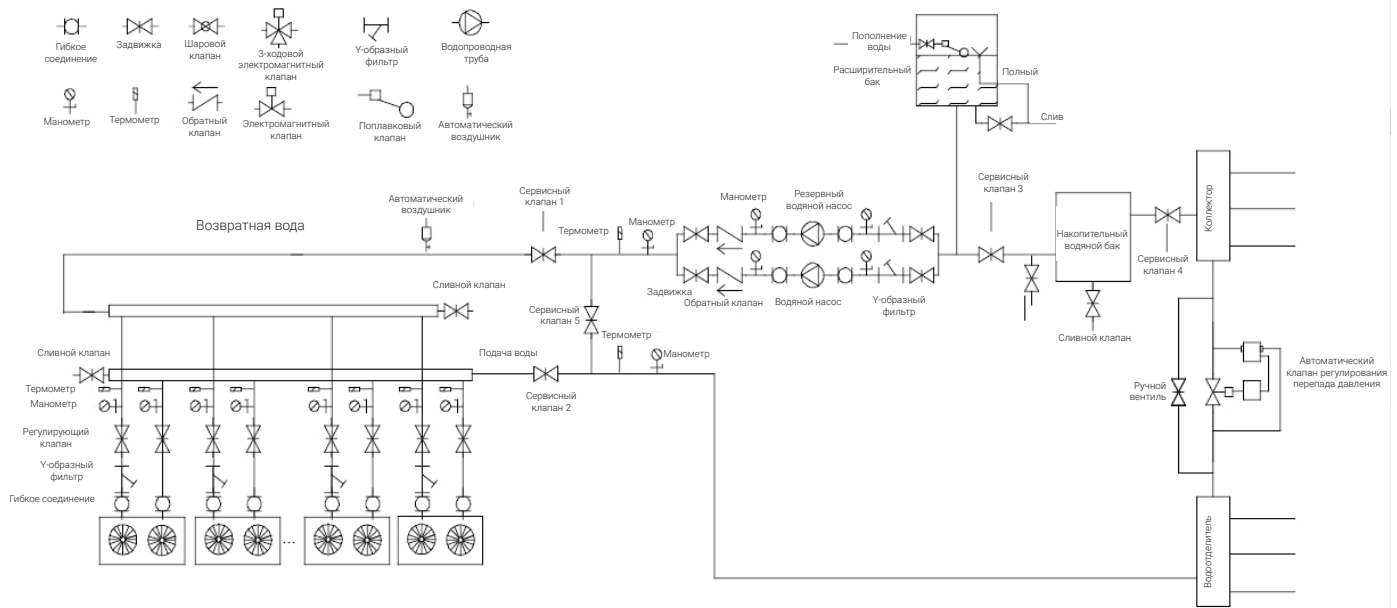 Гибкое
соединение
Задвижка
Шаровой
клапан
3-ходовой
электромагнитный
клапан
Y-образный
фильтр
Водопроводная
труба
Манометр
Термометр
Обратный
клапан
Электромагнитный
клапан
Поплавковый
клапан
Автоматический
воздушник
Пополнение
воды
Расширительный
бак
Полный
Слив
Возвратная вода
Автоматический
воздушник
Сервисный
клапан 1
Термометр
Манометр
Манометр
Резервный
водяной насос
Сервисный
клапан 3
Накопительный
водяной бак
Сервисный
клапан 4
Коллектор
Сливной клапан
Задвижка
Обратный клапан
Водяной насос
Y-образный
фильтр
Сервисный
клапан 5
Термометр
Манометр
Сливной клапан
Сливной клапан
Подача воды
Сервисный
клапан 2
Термометр
Манометр
Регулирующий
клапан
Y-образный
фильтр
Гибкое соединение
...
Ручной
вентиль
Автоматический
клапан регулирования
перепада давления
Водоотделитель